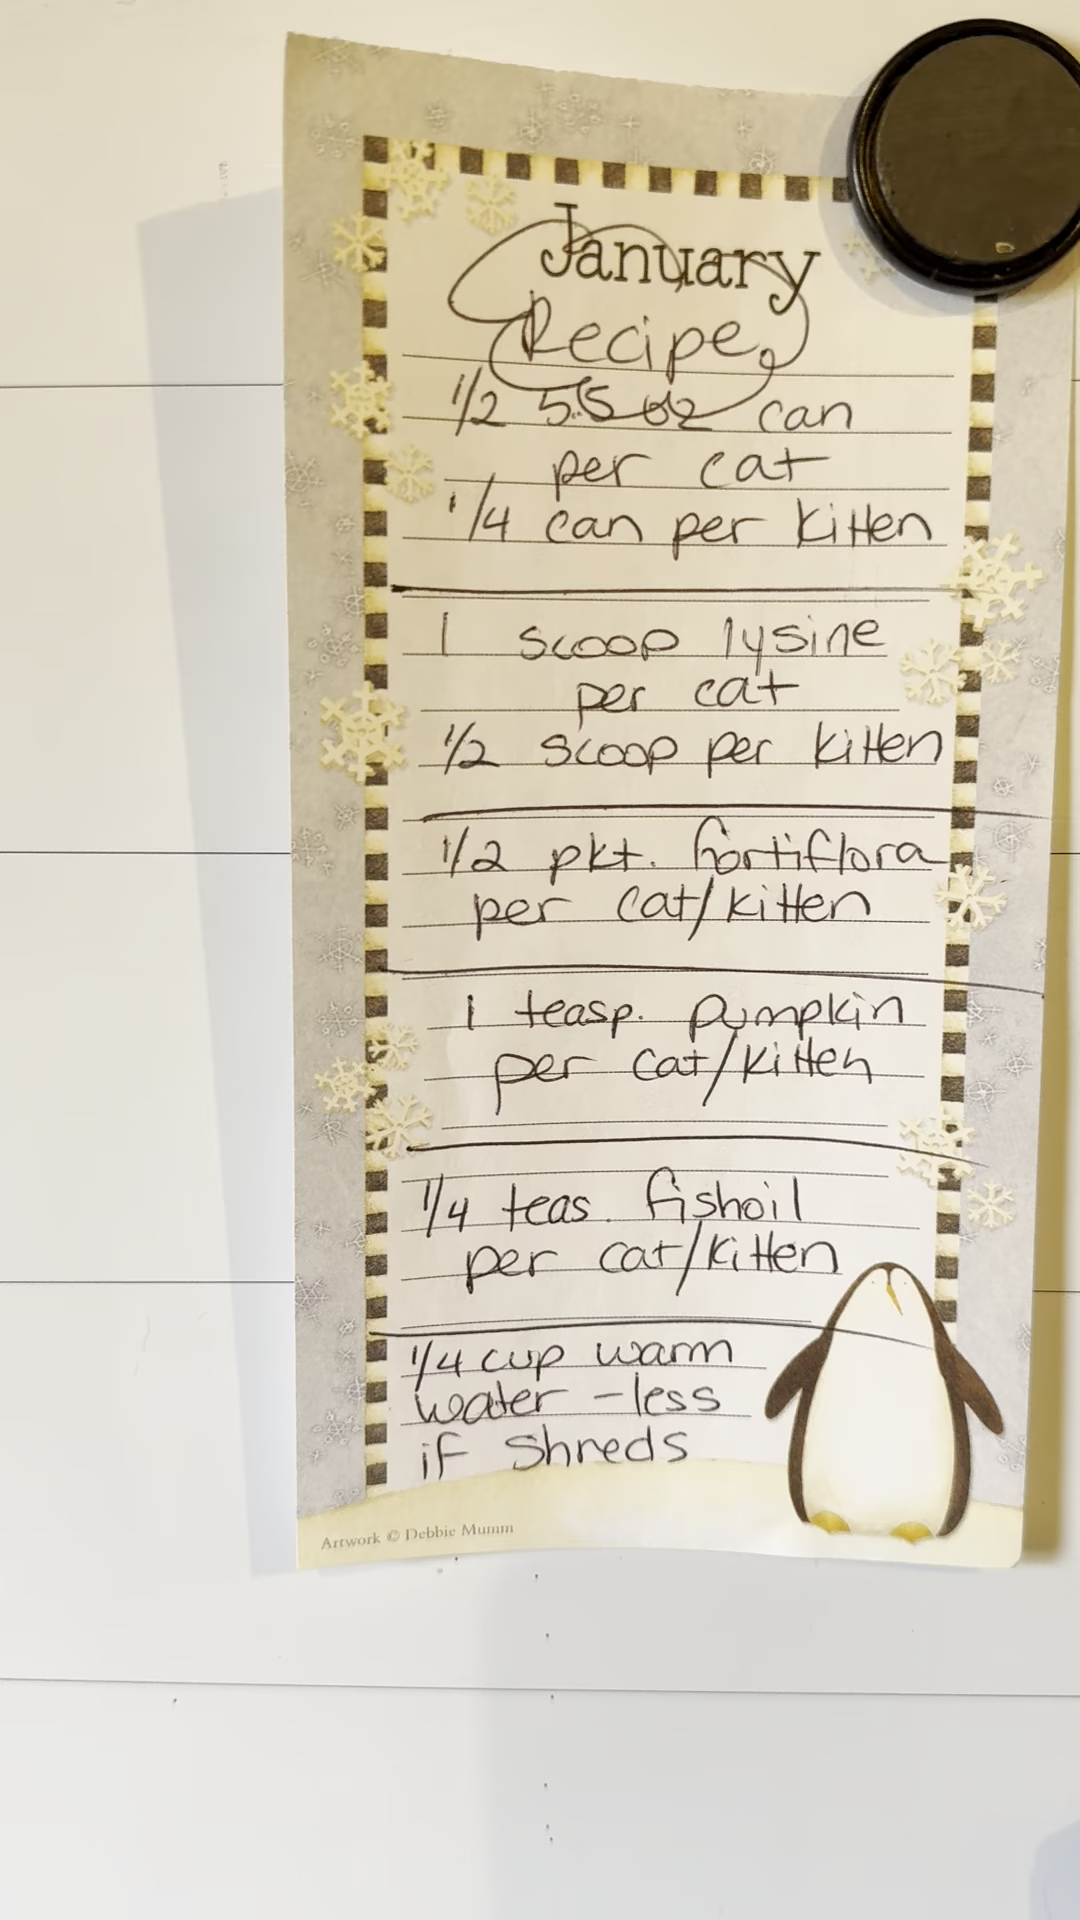 January
Recipe
1/2 5.5 oz can
per cat
1/4 can per kitten
1 scoop lysine
per cat
1/2 scoop per kitten
1/2 pkt. fortiflora
per cat/kitten
1 teasp. pumpkin
per cat/kitten
1/4 teas. fishoil
per cat/kitten
1/4 cup warm
water - less
if shreds
Artwork © Debbie Mumm